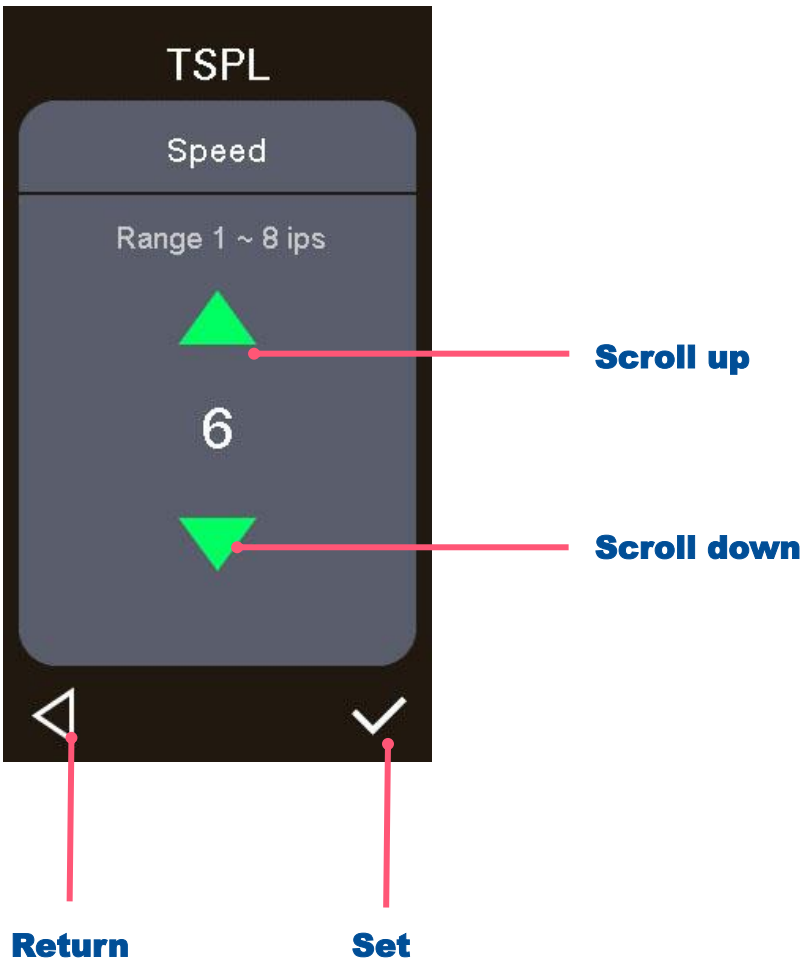 TSPL
Speed
Range 1 ~ 8 ips
Scroll up
6
Scroll down
Return
Set